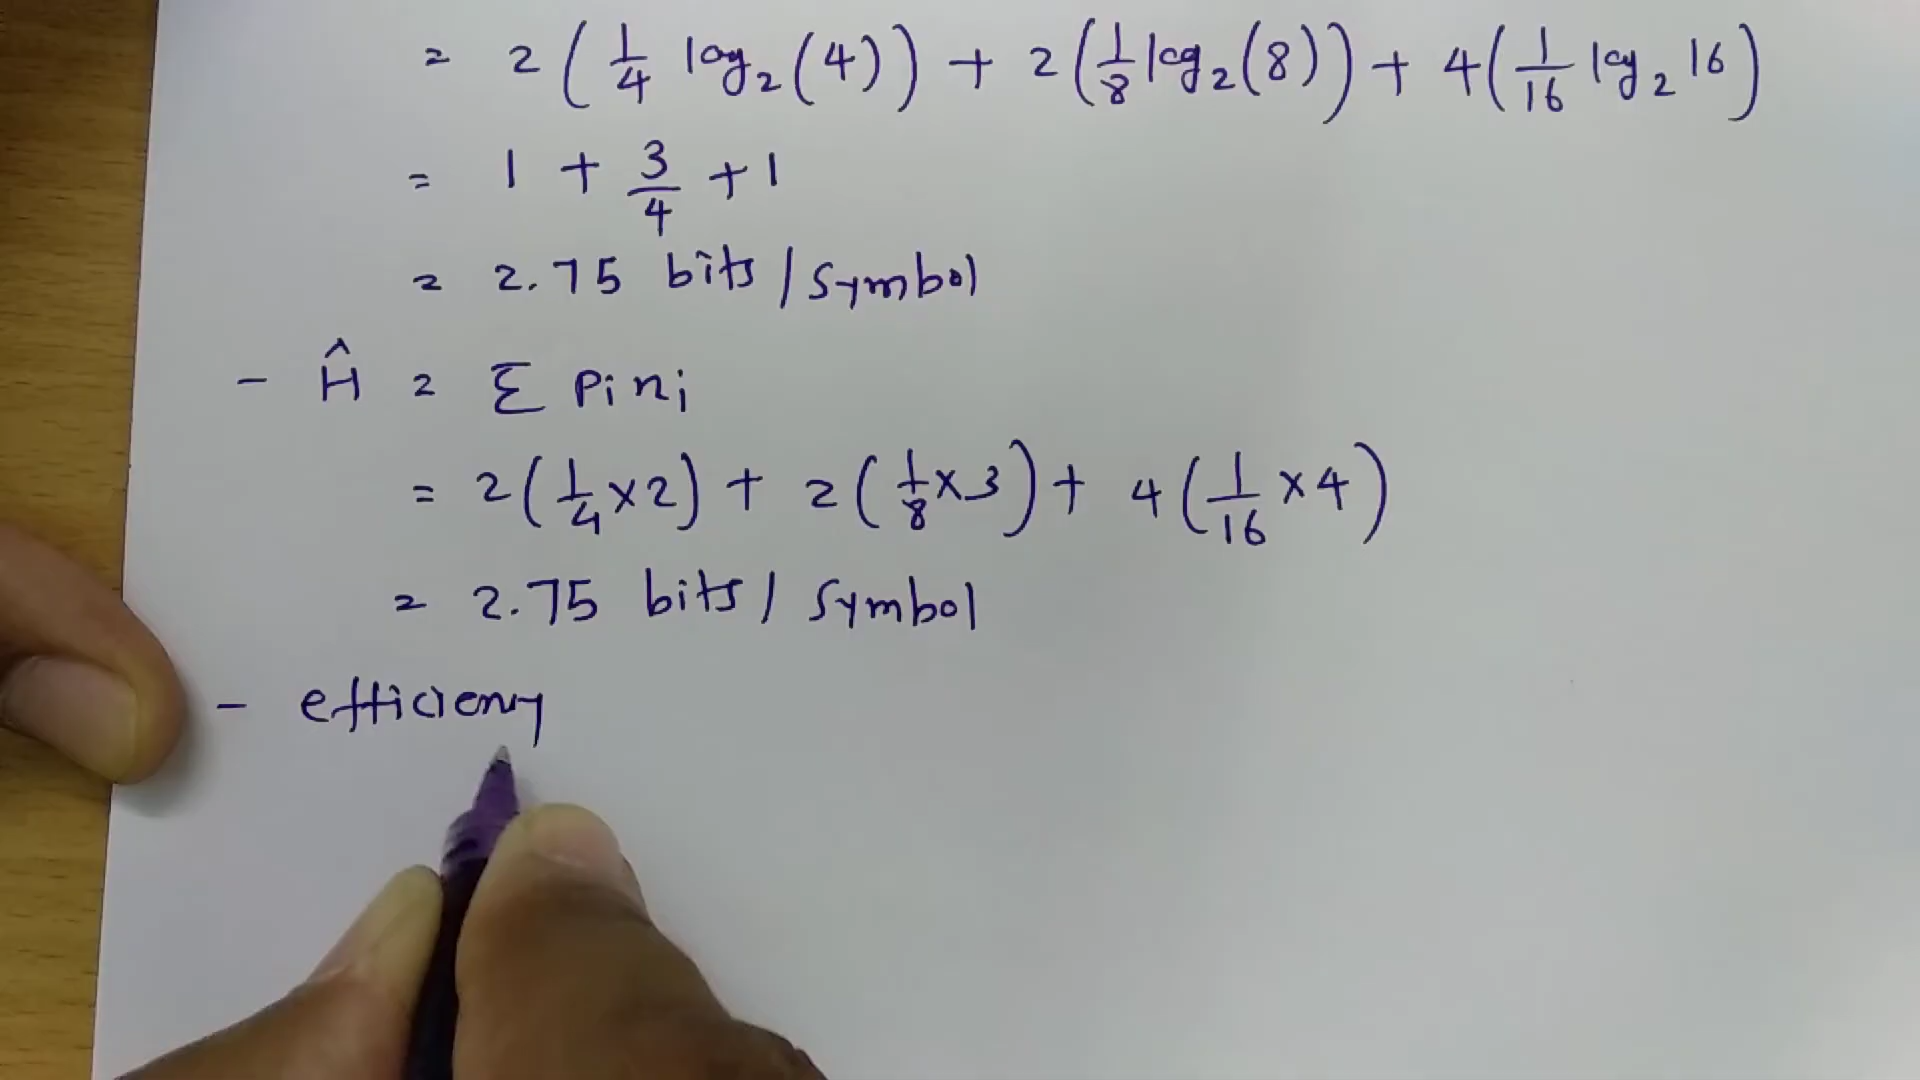 = 2 ( 1/4 log₂(4)) + 2(1/8 log₂(8)) + 4(1/16 log₂ 16)
= 1 + 3/4 + 1
= 2.75 bits / Symbol
- Ĥ = Σ Pi ni
= 2(1/4 × 2) + 2(1/8 × 3) + 4(1/16 × 4)
= 2.75 bits / Symbol
- efficiency